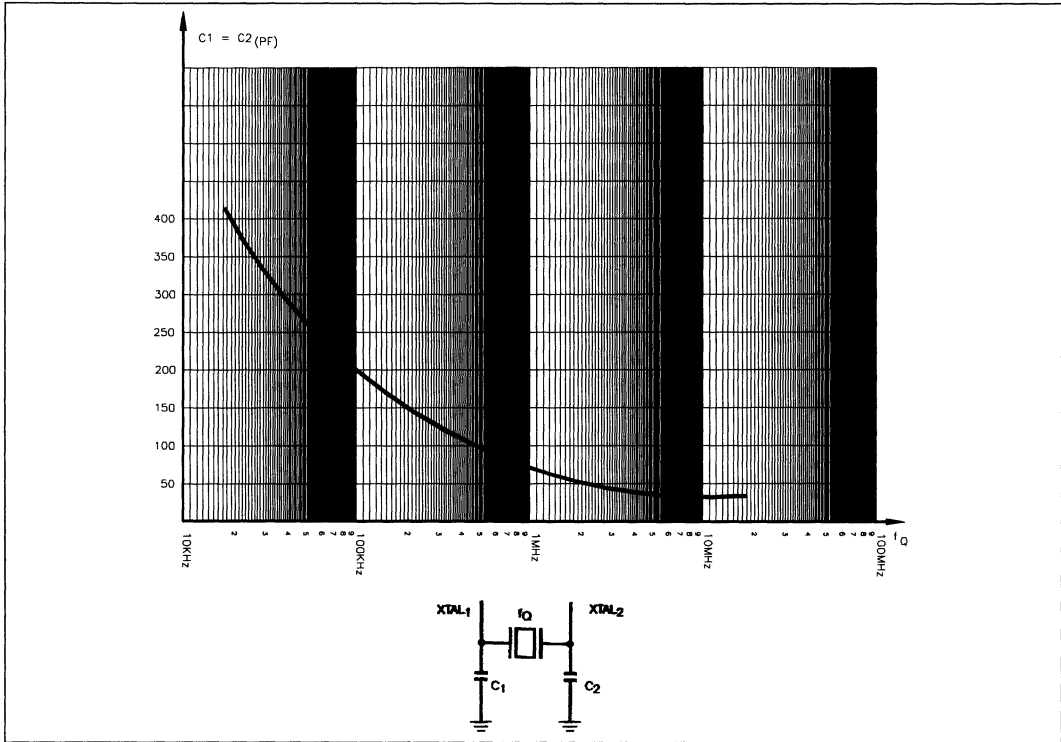 C1 = C2 (PF)
400
350
300
250
200
150
100
50
10KHz 2 3 4 5 6 7 8 9 100KHz 2 3 4 5 6 7 8 9 1MHz 2 3 4 5 6 7 8 9 10MHz 2 3 4 5 6 7 8 9 100MHz
fQ
XTAL1 fQ XTAL2
C1 C2